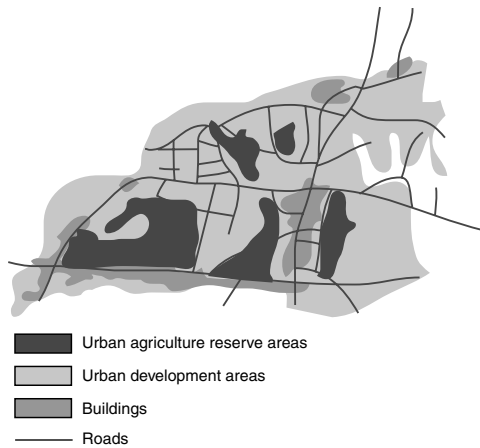 Urban agriculture reserve areas
Urban development areas
Buildings
Roads